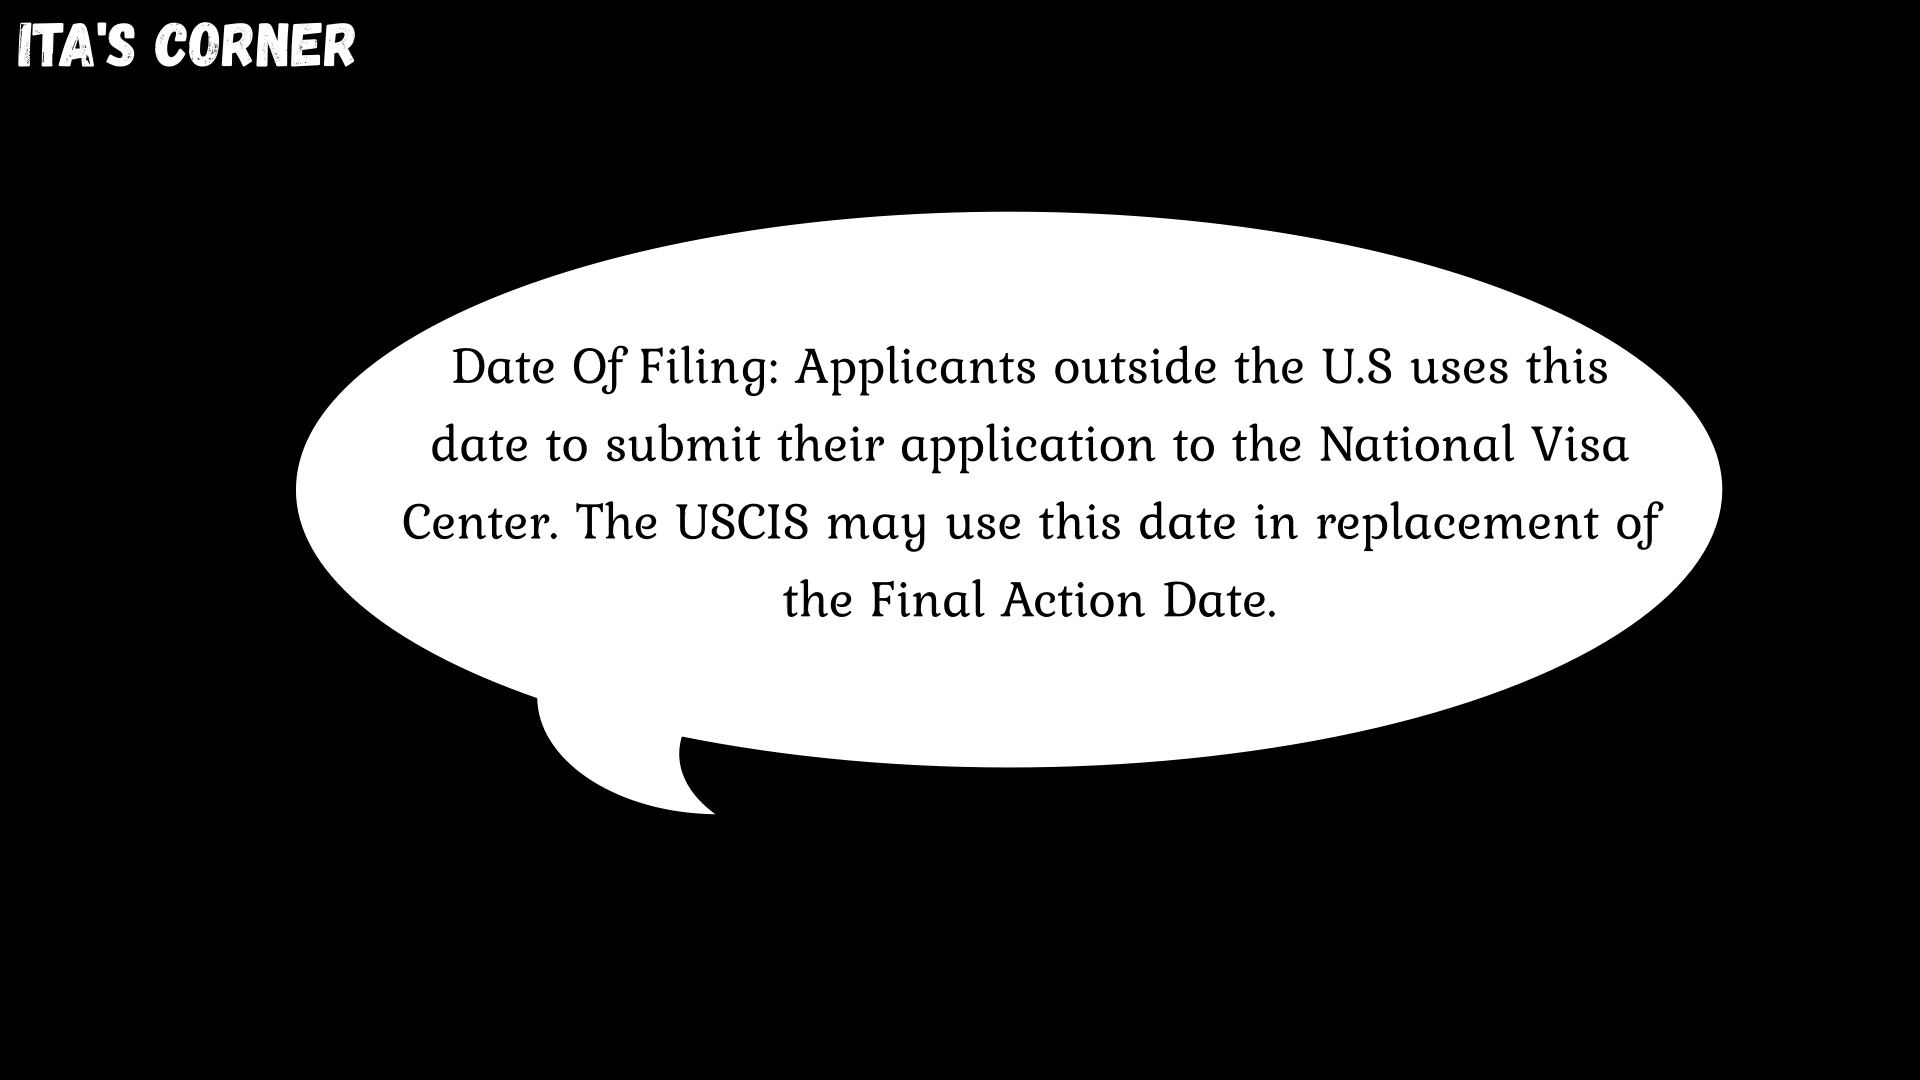 ITA'S CORNER
Date Of Filing: Applicants outside the U.S uses this
date to submit their application to the National Visa
Center. The USCIS may use this date in replacement of
the Final Action Date.